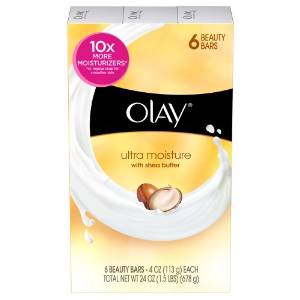 6 BEAUTY
BARS
10x
MORE
MOISTURIZERS*
OLAY
ultra moisture
with shea butter
6 BEAUTY BARS - 4 OZ (113 g) EACH
TOTAL NET WT 24 OZ (1.5 LBS) (678 g)